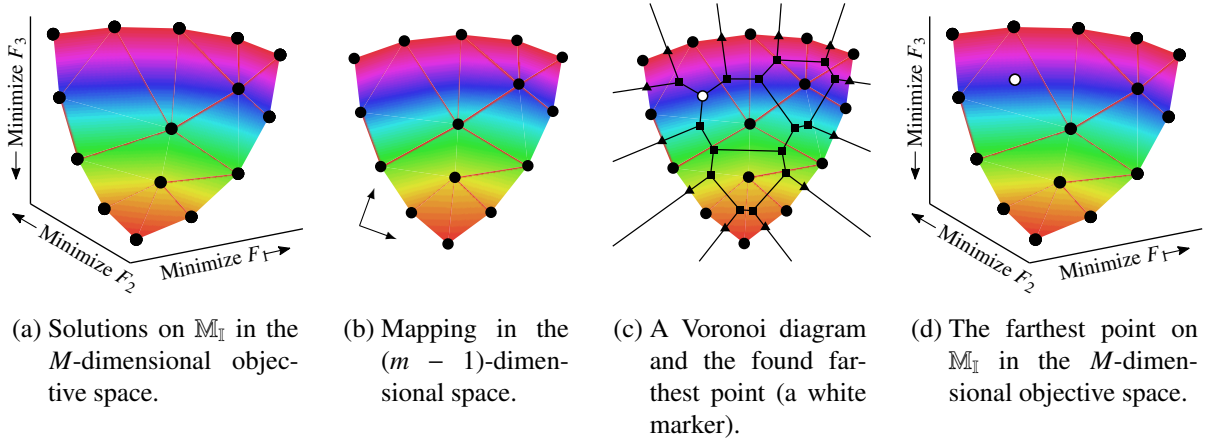 Minimize F₃
Minimize F₂
Minimize F₁
Minimize F₃
Minimize F₂
Minimize F₁
(a) Solutions on 𝕄𝕀 in the
M-dimensional objec-
tive space.
(b) Mapping in the
(m − 1)-dimen-
sional space.
(c) A Voronoi diagram
and the found far-
thest point (a white
marker).
(d) The farthest point on
𝕄𝕀 in the M-dimen-
sional objective space.